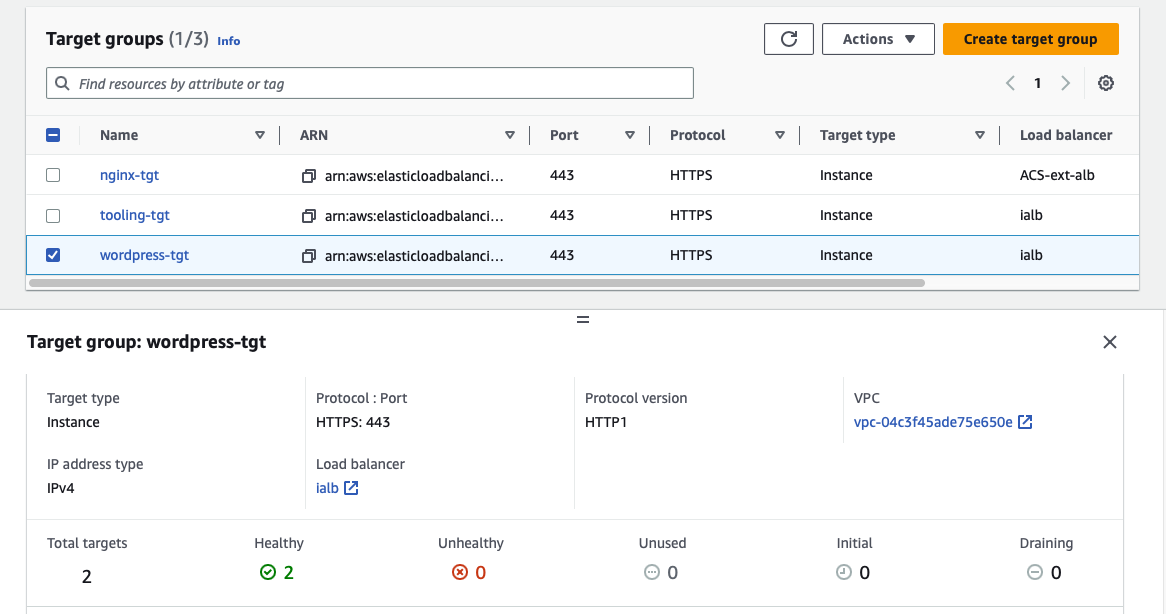 Target groups (1/3) Info
Actions
Create target group
Find resources by attribute or tag
1
Name ARN Port Protocol Target type Load balancer
nginx-tgt arn:aws:elasticloadbalanci... 443 HTTPS Instance ACS-ext-alb
tooling-tgt arn:aws:elasticloadbalanci... 443 HTTPS Instance ialb
wordpress-tgt arn:aws:elasticloadbalanci... 443 HTTPS Instance ialb
Target group: wordpress-tgt
Target type Protocol : Port Protocol version VPC
Instance HTTPS: 443 HTTP1 vpc-04c3f45ade75e650e
IP address type Load balancer
IPv4 ialb
Total targets Healthy Unhealthy Unused Initial Draining
2 2 0 0 0 0